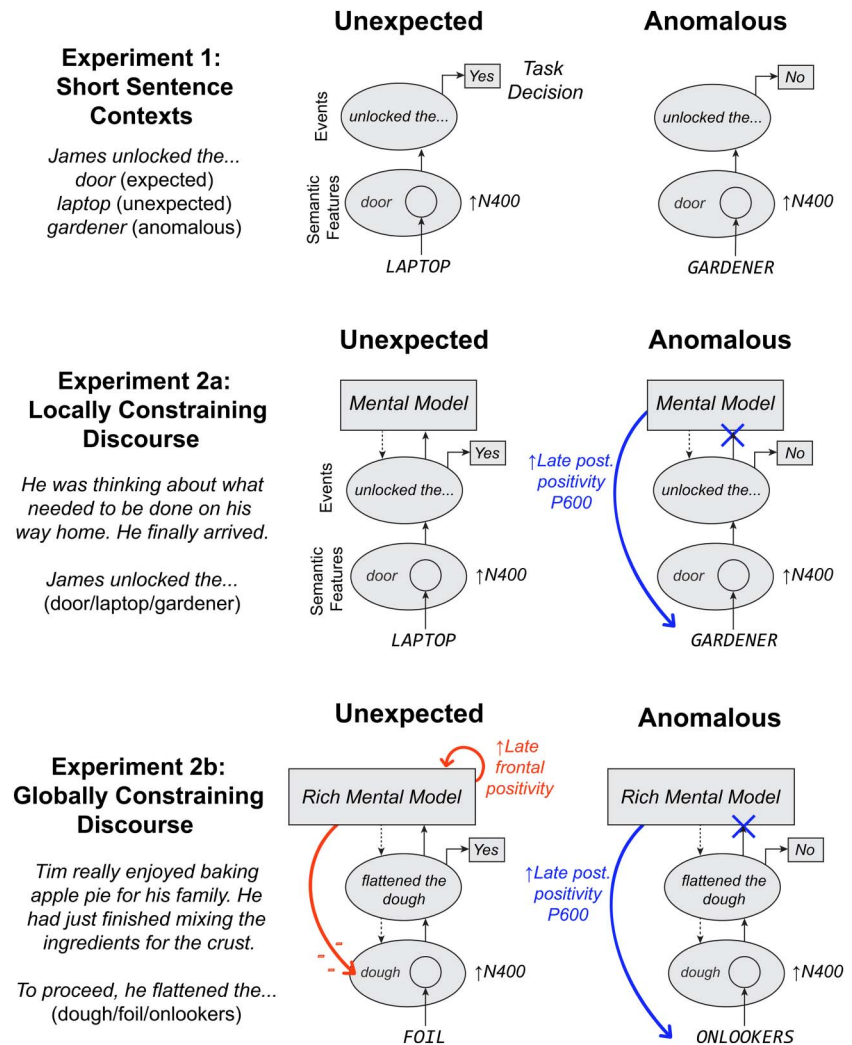 Unexpected
Anomalous
Experiment 1:
Short Sentence
Contexts
James unlocked the...
door (expected)
laptop (unexpected)
gardener (anomalous)
Events
Semantic
Features
Yes
Task
Decision
unlocked the...
door
↑N400
LAPTOP
No
unlocked the...
door
↑N400
GARDENER
Unexpected
Anomalous
Experiment 2a:
Locally Constraining
Discourse
He was thinking about what
needed to be done on his
way home. He finally arrived.
James unlocked the...
(door/laptop/gardener)
Events
Semantic
Features
Mental Model
Yes
unlocked the...
door
↑N400
LAPTOP
Mental Model
↑Late post.
positivity
P600
No
unlocked the...
door
↑N400
GARDENER
Unexpected
Anomalous
Experiment 2b:
Globally Constraining
Discourse
Tim really enjoyed baking
apple pie for his family. He
had just finished mixing the
ingredients for the crust.
To proceed, he flattened the...
(dough/foil/onlookers)
↑Late
frontal
positivity
Rich Mental Model
Yes
flattened the
dough
dough
↑N400
FOIL
Rich Mental Model
↑Late post.
positivity
P600
No
flattened the
dough
dough
↑N400
ONLOOKERS